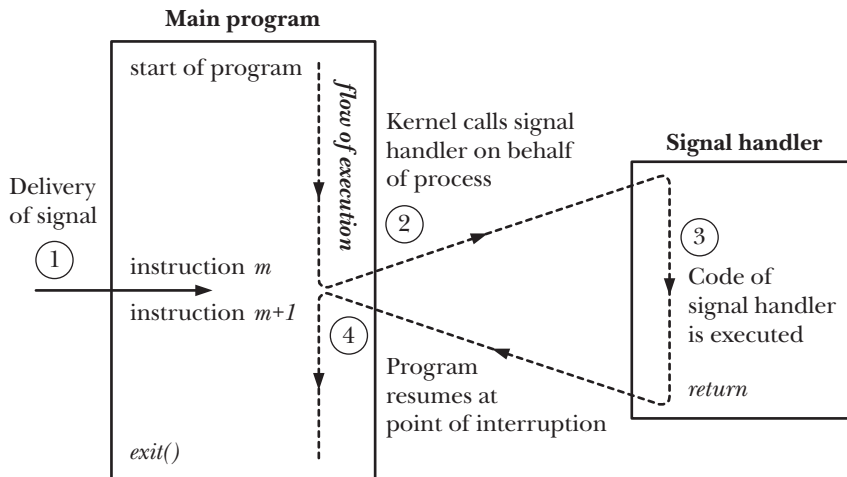 Main program
start of program
flow of execution
Kernel calls signal
handler on behalf
of process
Signal handler
Delivery
of signal
1
2
3
instruction m
instruction m+1
Code of
signal handler
is executed
4
Program
resumes at
point of interruption
return
exit()